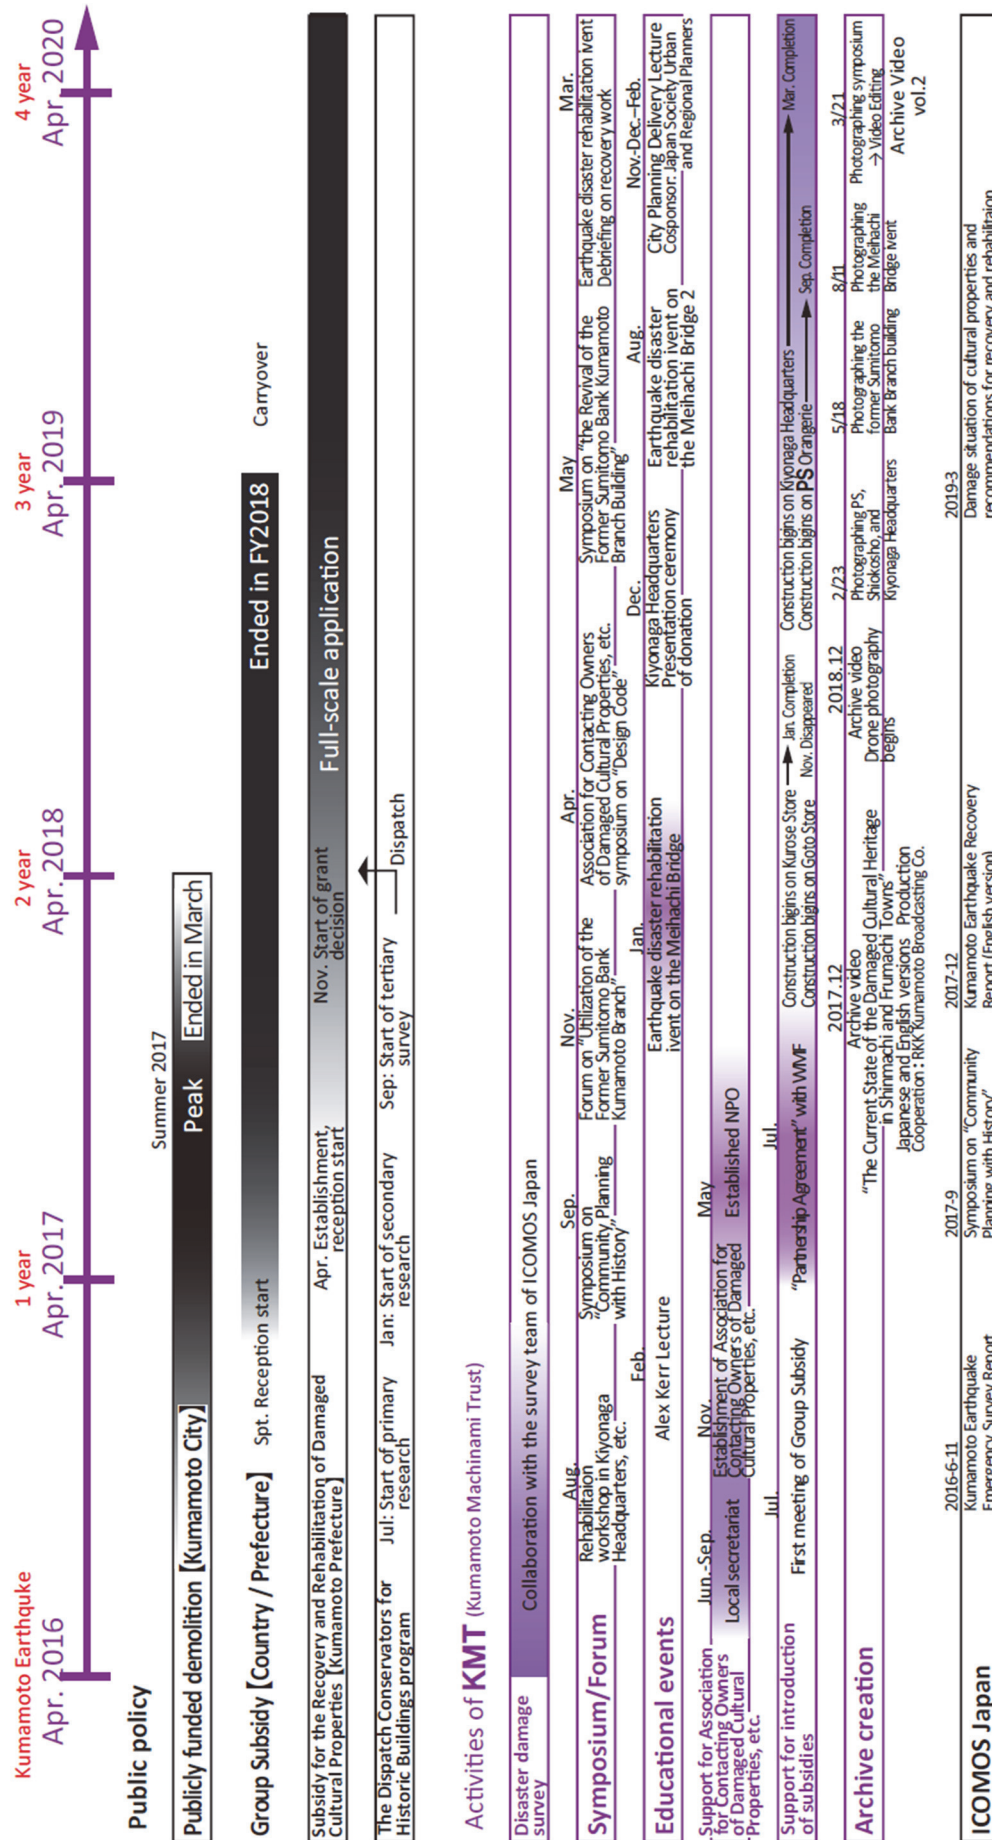 Kumamoto Earthquke
1 year
2 year
3 year
4 year
Apr. 2016
Apr. 2017
Apr. 2018
Apr. 2019
Apr. 2020
Public policy
Summer 2017
Publicly funded demolition【Kumamoto City】
Peak
Ended in March
Group Subsidy【Country / Prefecture】
Spt. Reception start
Ended in FY2018
Carryover
Subsidy for the Recovery and Rehabilitation of Damaged
Cultural Properties【Kumamoto Prefecture】
Apr. Establishment,
reception start
Nov. Start of grant
decision
Full-scale application
The Dispatch Conservators for
Historic Buildings program
Jul: Start of primary
research
Jan: Start of secondary
research
Sep: Start of tertiary
survey
Dispatch
Activities of KMT (Kumamoto Machinami Trust)
Disaster damage
survey
Collaboration with the survey team of ICOMOS Japan
Symposium/Forum
Aug.
Rehabilitaion
workshop in Kiyonaga
Headquarters, etc.
Sep.
Symposium on
"Community Planning
with History"
Nov.
Forum on "Utilization of the
Former Sumitomo Bank
Kumamoto Branch"
Apr.
Association for Contacting Owners
of Damaged Cultural Properties, etc.
symposium on "Design Code"
May
Symposium on "the Revival of the
Former Sumitomo Bank Kumamoto
Branch Building"
Mar.
Earthquake disaster rehabilitation ivent
Debriefing on recovery work
Educational events
Feb.
Alex Kerr Lecture
Jan.
Earthquake disaster rehabilitation
ivent on the Meihachi Bridge
Dec.
Kiyonaga Headquarters
Presentation ceremony
of donation
Aug.
Earthquake disaster
rehabilitation ivent on
the Meihachi Bridge 2
Nov.-Dec.-Feb.
City Planning Delivery Lecture
Cosponsor: Japan Society Urban
and Regional Planners
Support for Association
for Contacting Owners
of Damaged Cultural
Properties, etc.
Jun.-Sep.
Local secretariat
Nov.
Establishment of Association for
Contacting Owners of Damaged
Cultural Properties, etc.
May
Established NPO
Support for introduction
of subsidies
Jul.
First meeting of Group Subsidy
Jul.
"Partnership Agreement" with WMF
Construction bigins on Kurose Store
Jan. Completion
Construction bigins on Goto Store
Nov. Disappeared
Construction bigins on Kiyonaga Headquarters
Mar. Completion
Construction bigins on PS Orangerie
Sep. Completion
Archive creation
2017.12
Archive video
"The Current State of the Damaged Cultural Heritage
in Shinmachi and Frumachi Towns"
Japanese and English versions Production
Cooperation : RKK Kumamoto Broadcasting Co.
2018.12
Archive video
Drone photography
begins
2/23
Photographing PS,
Shiokosho, and
Kiyonaga Headquarters
5/18
Photographing the
former Sumitomo
Bank Branch building
8/11
Photographing
the Meihachi
Bridge ivent
3/21
Photographing symposium
→ Video Editing
Archive Video
vol.2
ICOMOS Japan
2016-6-11
Kumamoto Earthquake
Emergency Survey Report
2017-9
Symposium on "Community
Planning with History"
2017-12
Kumamoto Earthquake Recovery
Report (English version)
2019-3
Damage situation of cultural properties and
recommendations for recovery and rehabilitaion